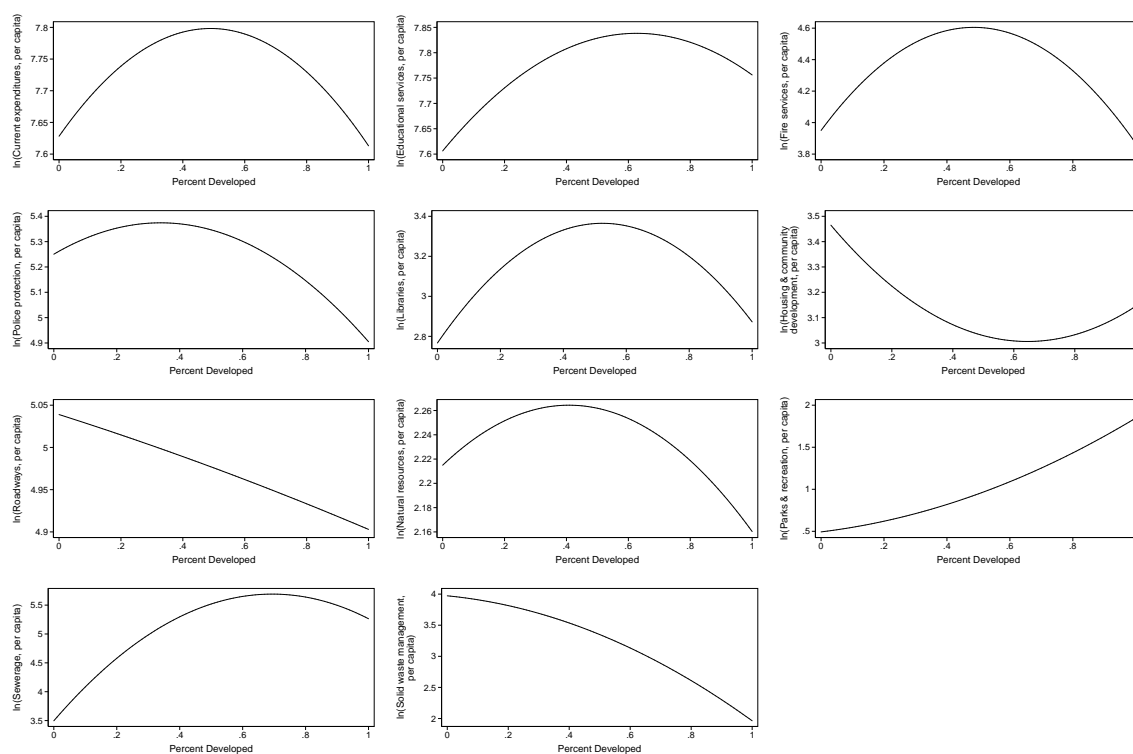 ln(Current expenditures, per capita)
7.8
7.75
7.7
7.65
7.6
0 .2 .4 .6 .8 1
Percent Developed
ln(Educational services, per capita)
7.85
7.8
7.75
7.7
7.65
7.6
0 .2 .4 .6 .8 1
Percent Developed
ln(Fire services, per capita)
4.6
4.4
4.2
4
3.8
0 .2 .4 .6 .8 1
Percent Developed
ln(Police protection, per capita)
5.4
5.3
5.2
5.1
5
4.9
0 .2 .4 .6 .8 1
Percent Developed
ln(Libraries, per capita)
3.4
3.2
3
2.8
0 .2 .4 .6 .8 1
Percent Developed
ln(Housing & community
development, per capita)
3.5
3.4
3.3
3.2
3.1
3
0 .2 .4 .6 .8
Percent Developed
ln(Roadways, per capita)
5.05
5
4.95
4.9
0 .2 .4 .6 .8 1
Percent Developed
ln(Natural resources, per capita)
2.26
2.24
2.22
2.2
2.18
2.16
0 .2 .4 .6 .8 1
Percent Developed
ln(Parks & recreation, per capita)
2
1.5
1
.5
0 .2 .4 .6 .8
Percent Developed
ln(Sewerage, per capita)
5.5
5
4.5
4
3.5
0 .2 .4 .6 .8 1
Percent Developed
ln(Solid waste management,
per capita)
4
3.5
3
2.5
2
0 .2 .4 .6 .8 1
Percent Developed